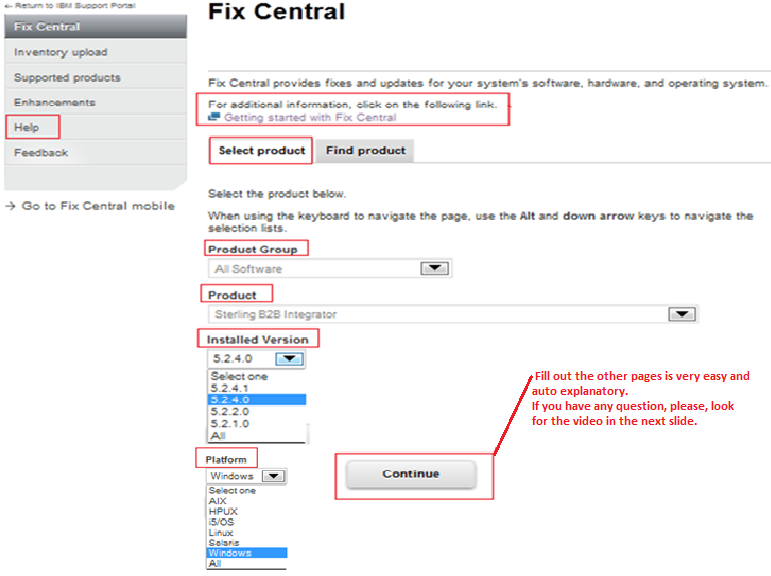 ← Return to IBM Support Portal
Fix Central
Inventory upload
Supported products
Enhancements
Help
Feedback
→ Go to Fix Central mobile
Fix Central
Fix Central provides fixes and updates for your system's software, hardware, and operating system.
For additional information, click on the following link.
Getting started with Fix Central
Select product
Find product
Select the product below.
When using the keyboard to navigate the page, use the Alt and down arrow keys to navigate the
selection lists.
Product Group
All Software
Product
Sterling B2B Integrator
Installed Version
5.2.4.0
Select one
5.2.4.1
5.2.4.0
5.2.2.0
5.2.1.0
All
Platform
Windows
Select one
AIX
HPUX
i5/OS
Linux
Solaris
Windows
All
Continue
Fill out the other pages is very easy and
auto explanatory.
If you have any question, please, look
for the video in the next slide.